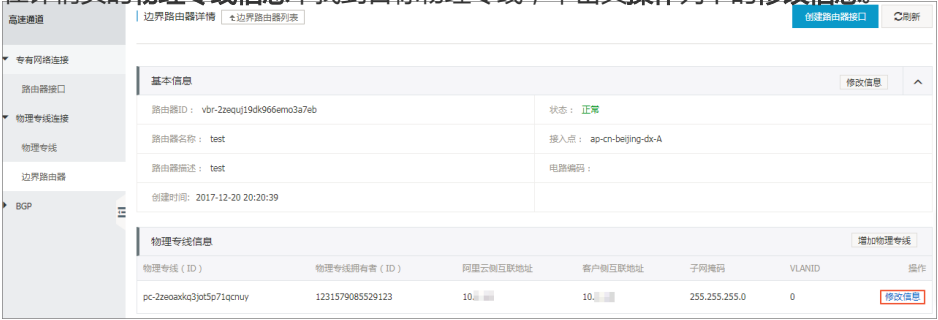 高速通道
边界路由器详情 边界路由器列表 创建路由器接口 刷新
专有网络连接
路由器接口
物理专线连接
物理专线
边界路由器
BGP
基本信息 修改信息
路由器ID： vbr-2zequj19dk966emo3a7eb 状态： 正常
路由器名称： test 接入点： ap-cn-beijing-dx-A
路由器描述： test 电路编码：
创建时间: 2017-12-20 20:20:39
物理专线信息 增加物理专线
物理专线 ( ID ) 物理专线拥有者 ( ID ) 阿里云侧互联地址 客户侧互联地址 子网掩码 VLANID 操作
pc-2zeoaxkq3jot5p71qcnuy 1231579085529123 10. 10. 255.255.255.0 0 修改信息